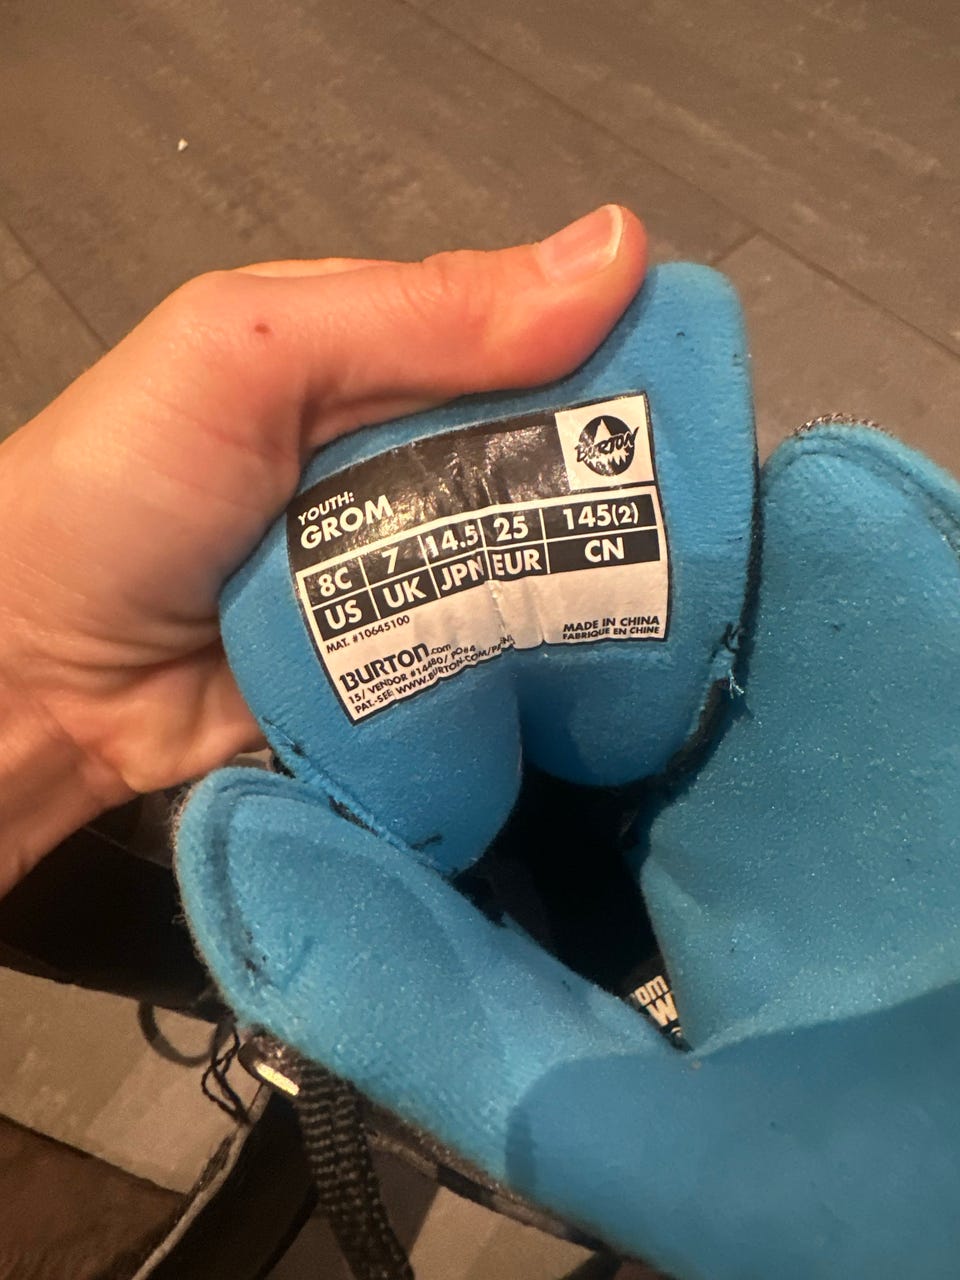 BURTON
YOUTH:
GROM
8C 7 14.5 25 145(2)
US UK JPN EUR CN
MAT. #10645100
MADE IN CHINA
FABRIQUE EN CHINE
BURTON.com
15/ VENDOR #14480/ PO#4
PAT.-SEE WWW.BURTON.COM/
om
W